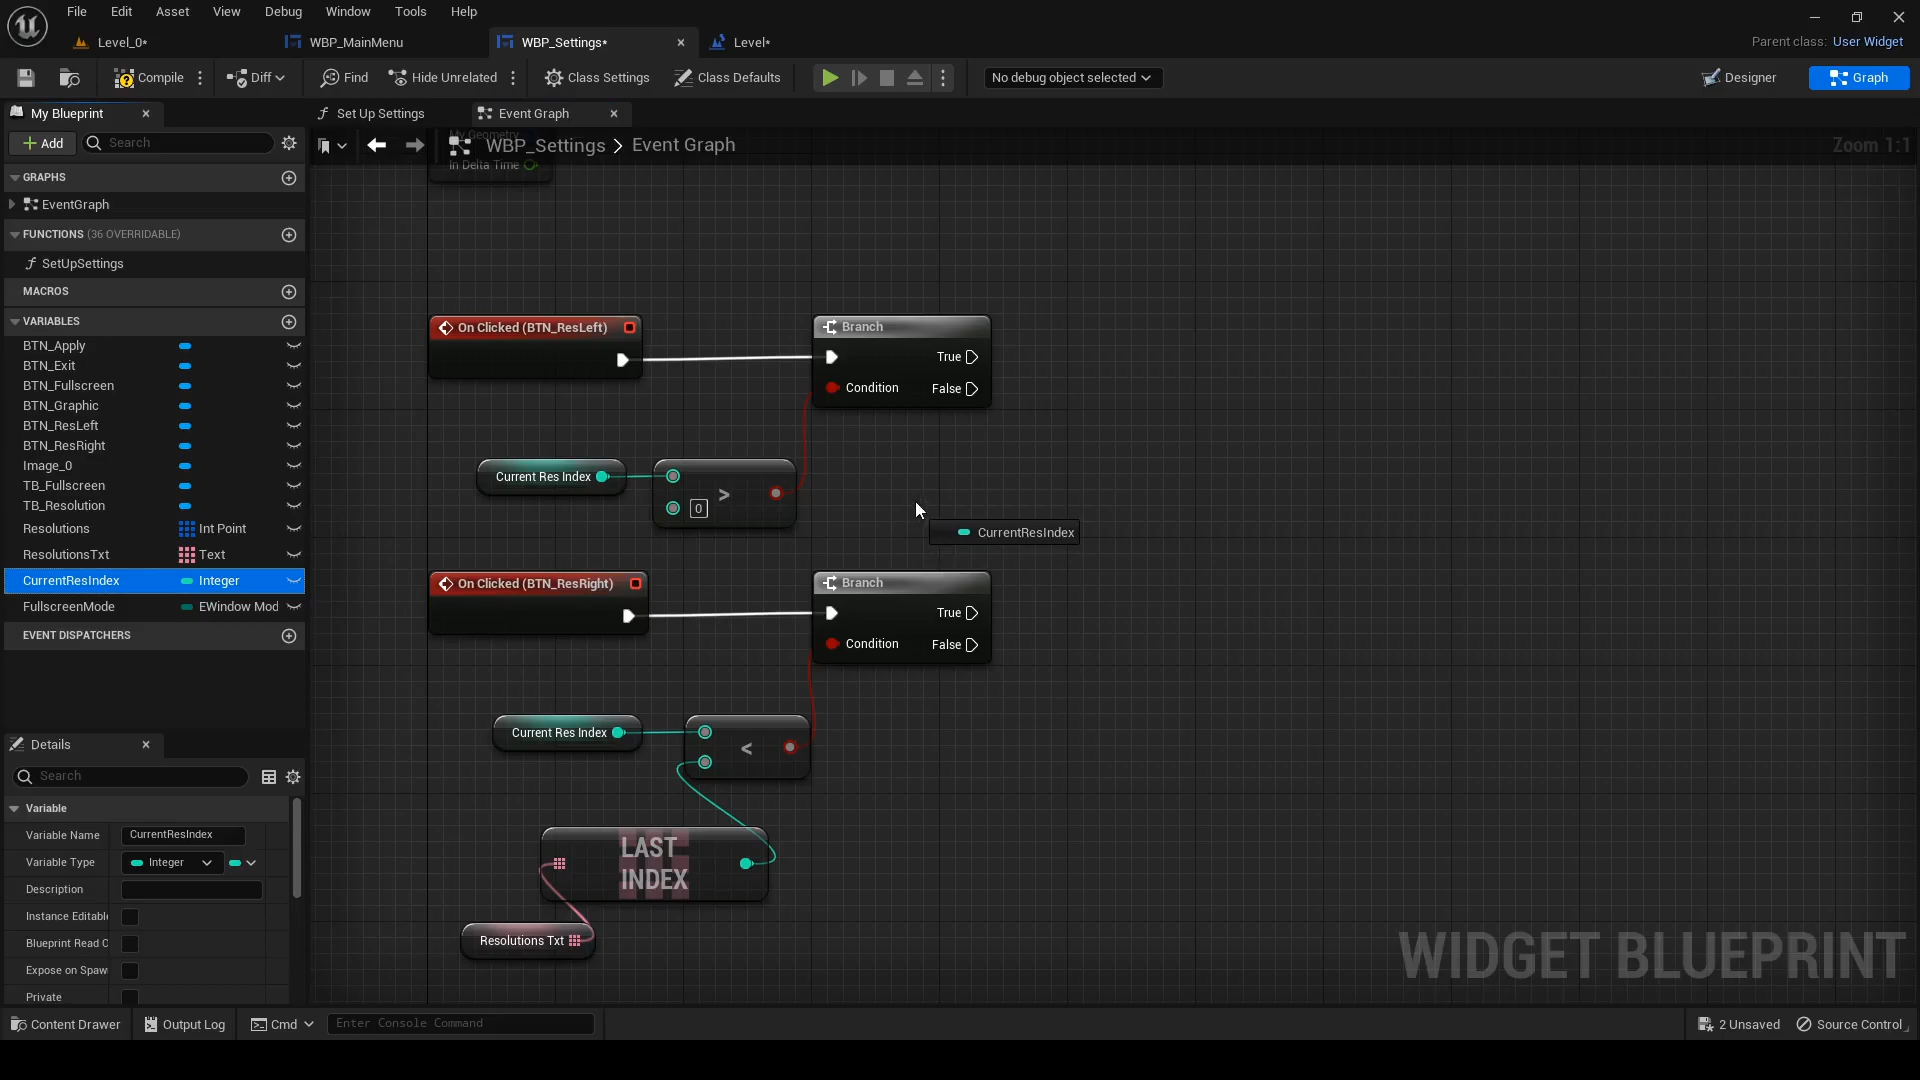 File Edit Asset View Debug Window Tools Help
Level_0* WBP_MainMenu WBP_Settings* Level* Parent class: User Widget
Compile Diff Find Hide Unrelated Class Settings Class Defaults No debug object selected Designer Graph
My Blueprint Set Up Settings Event Graph
Add Search WBP_Settings > Event Graph Zoom 1:1
My Geometry
In Delta Time
GRAPHS
EventGraph
FUNCTIONS (36 OVERRIDABLE)
SetUpSettings
MACROS
VARIABLES
BTN_Apply
BTN_Exit
BTN_Fullscreen
BTN_Graphic
BTN_ResLeft
BTN_ResRight
Image_0
TB_Fullscreen
TB_Resolution
Resolutions Int Point
ResolutionsTxt Text
CurrentResIndex Integer
FullscreenMode EWindow Mod
EVENT DISPATCHERS
On Clicked (BTN_ResLeft)
Branch
True
Condition False
Current Res Index
>
0
CurrentResIndex
On Clicked (BTN_ResRight)
Branch
True
Condition False
Current Res Index
<
LAST
INDEX
Resolutions Txt
Details
Search
Variable
Variable Name CurrentResIndex
Variable Type Integer
Description
Instance Editabl
Blueprint Read O
Expose on Spaw
Private
WIDGET BLUEPRINT
Content Drawer Output Log Cmd Enter Console Command 2 Unsaved Source Control